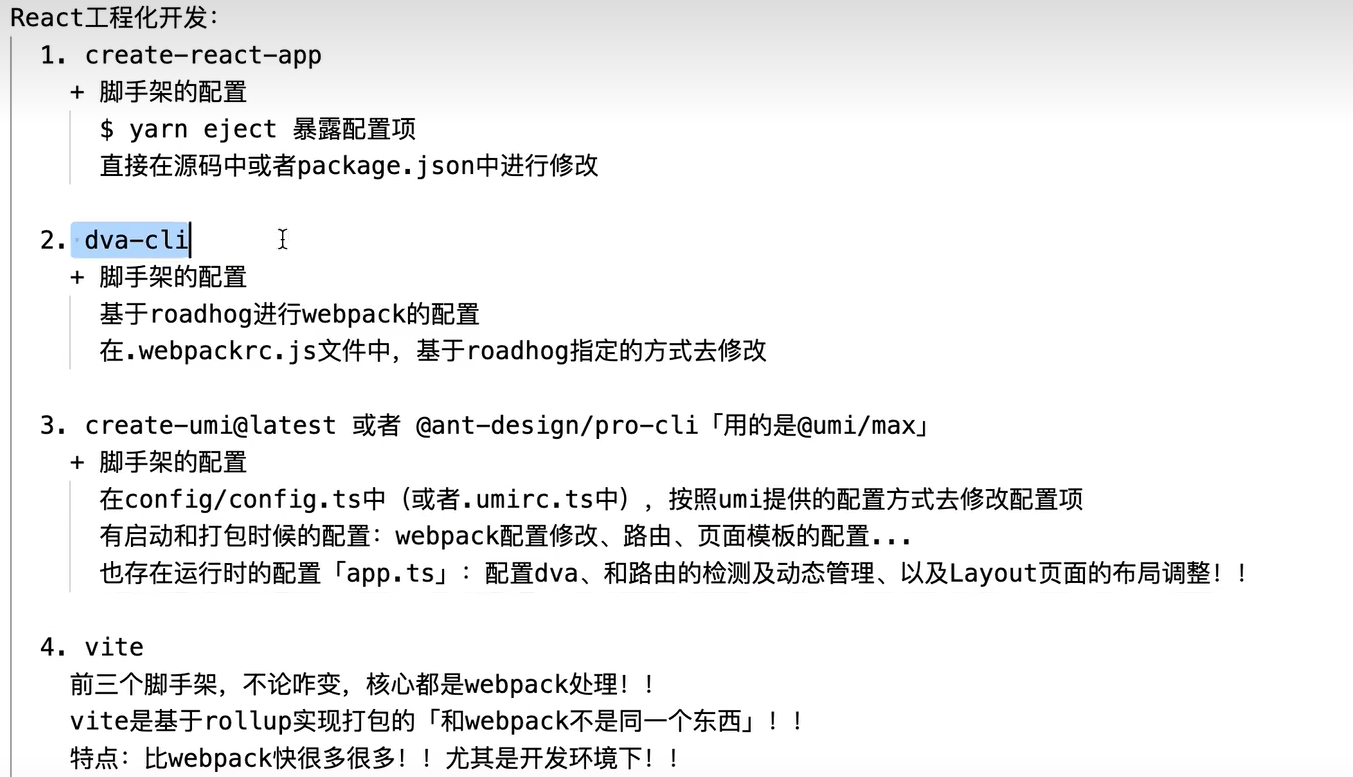 React工程化开发：
1. create-react-app
+ 脚手架的配置
$ yarn eject 暴露配置项
直接在源码中或者package.json中进行修改
2. dva-cli
+ 脚手架的配置
基于roadhog进行webpack的配置
在.webpackrc.js文件中，基于roadhog指定的方式去修改
3. create-umi@latest 或者 @ant-design/pro-cli「用的是@umi/max」
+ 脚手架的配置
在config/config.ts中（或者.umirc.ts中），按照umi提供的配置方式去修改配置项
有启动和打包时候的配置：webpack配置修改、路由、页面模板的配置...
也存在运行时的配置「app.ts」：配置dva、和路由的检测及动态管理、以及Layout页面的布局调整！！
4. vite
前三个脚手架，不论咋变，核心都是webpack处理！！
vite是基于rollup实现打包的「和webpack不是同一个东西」！！
特点：比webpack快很多很多！！尤其是开发环境下！！